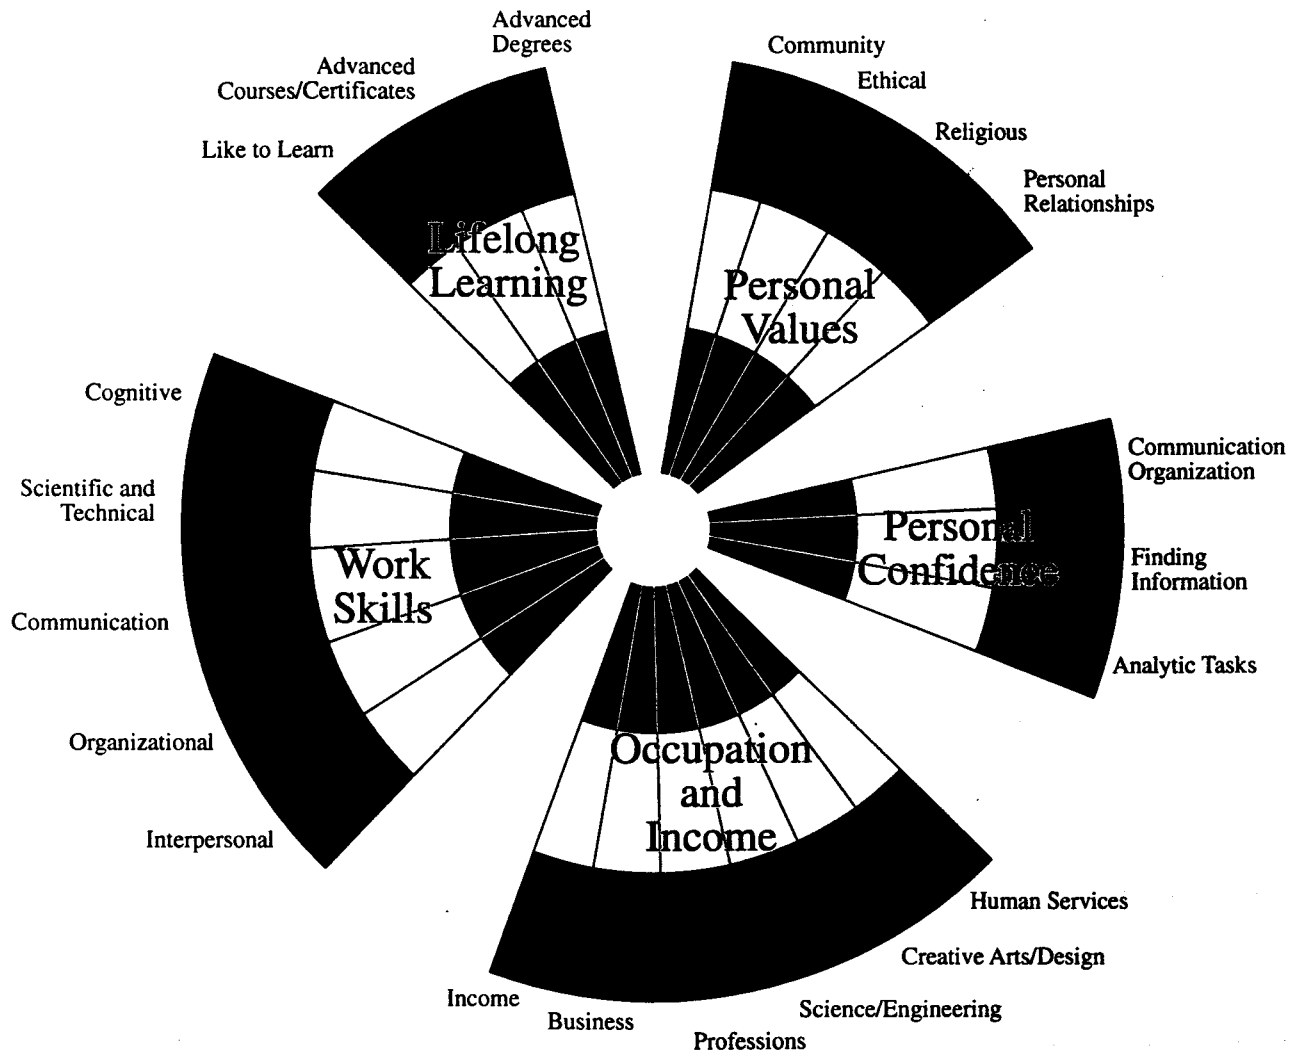 Advanced
Degrees
Advanced
Courses/Certificates
Like to Learn
Lifelong
Learning
Community
Ethical
Religious
Personal
Relationships
Personal
Values
Communication
Organization
Finding
Information
Analytic Tasks
Personal
Confidence
Human Services
Creative Arts/Design
Science/Engineering
Professions
Business
Income
Occupation
and
Income
Cognitive
Scientific and
Technical
Communication
Organizational
Interpersonal
Work
Skills